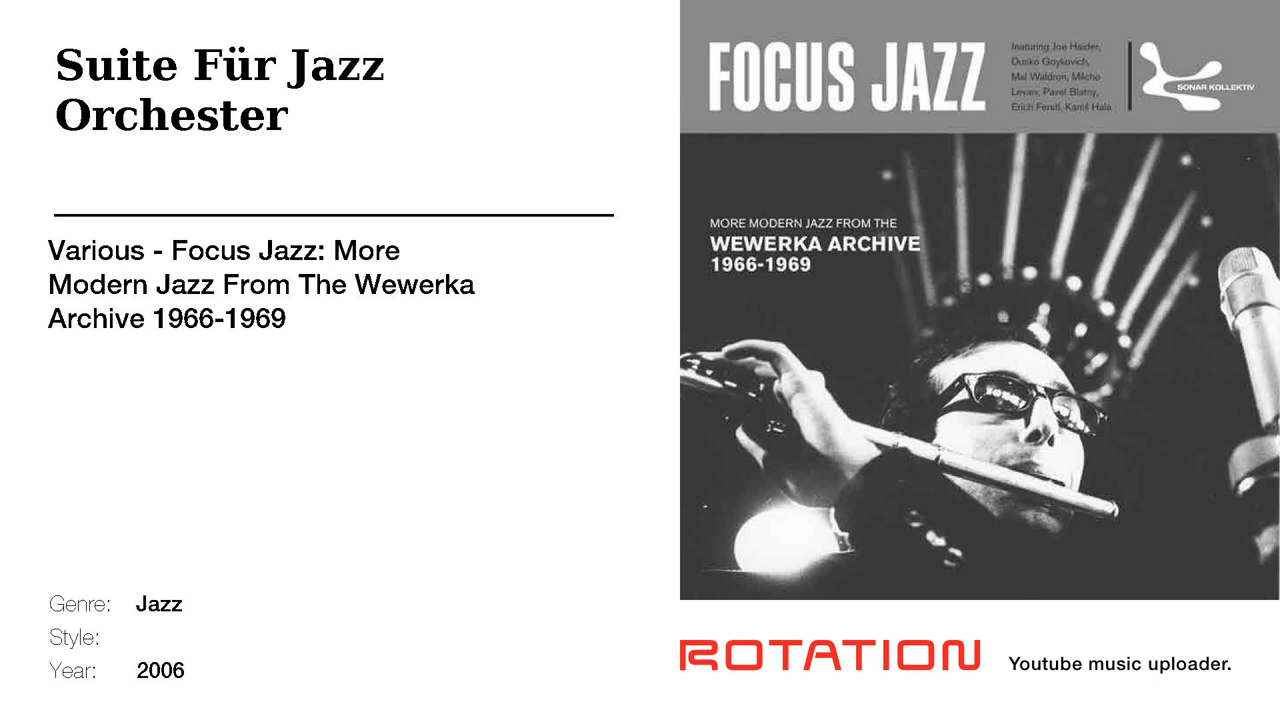 Suite Für Jazz
Orchester
Various - Focus Jazz: More
Modern Jazz From The Wewerka
Archive 1966-1969
Genre: Jazz
Style:
Year: 2006
FOCUS JAZZ
featuring Joe Haider,
Dusko Goykovich,
Mal Waldron, Milcho
Leviev, Pavel Blatny,
Erich Ferstl, Kamil Hala
SONAR KOLLEKTIV
MORE MODERN JAZZ FROM THE
WEWERKA ARCHIVE
1966-1969
ROTATION
Youtube music uploader.